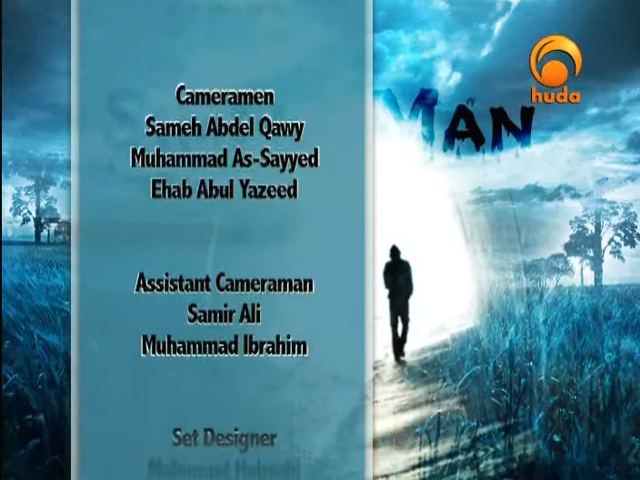 Cameramen
Sameh Abdel Qawy
Muhammad As-Sayyed
Ehab Abul Yazeed
Assistant Cameraman
Samir Ali
Muhammad Ibrahim
Set Designer
MAN
huda